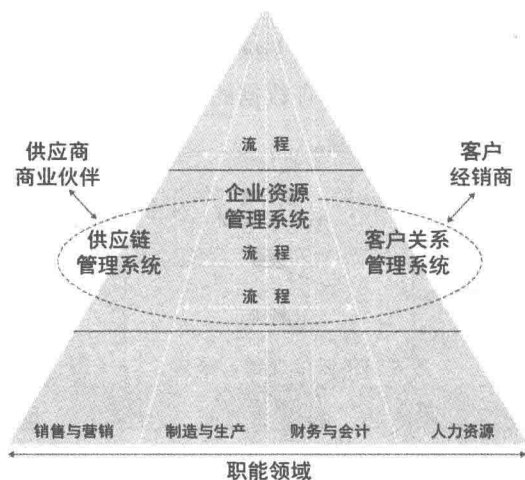 流程
供应商
商业伙伴
客户
经销商
企业资源
管理系统
供应链
管理系统
流程
客户关系
管理系统
流程
销售与营销
制造与生产
财务与会计
人力资源
职能领域